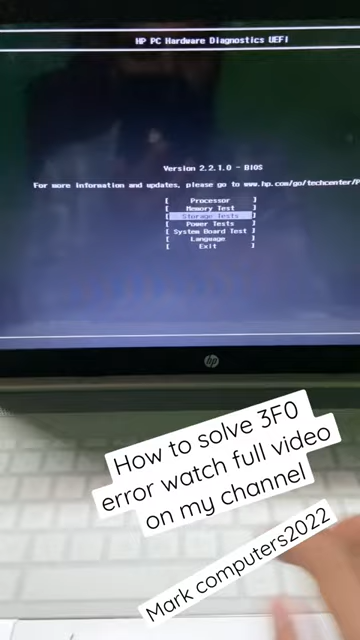 HP PC Hardware Diagnostics UEFI
Version 2.2.1.0 - BIOS
For more information and updates, please go to www.hp.com/go/techcenter/P
[ Processor ]
[ Memory Test ]
[ Storage Tests ]
[ Power Tests ]
[ System Board Test ]
[ Language ]
[ Exit ]
hp
How to solve 3F0
error watch full video
on my channel
Mark computers2022